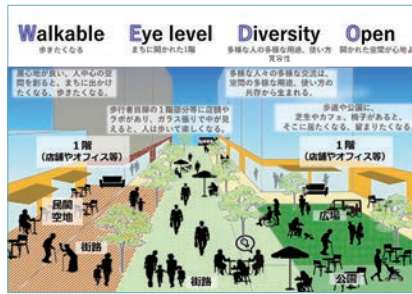 Walkable
歩きたくなる
Eye level
まちに開かれた1階
Diversity
多様な人の多様な用途、使い方
寛容性
Open
開かれた空間が心地よい
居心地が良い、人中心の空
間を創ると、まちに出かけ
たくなる、歩きたくなる。
歩行者目線の1階部分等に店舗や
ラボがあり、ガラス張りで中が見
えると、人は歩いて楽しくなる。
多様な人々の多様な交流は、
空間の多様な用途、使い方の
共存から生まれる。
歩道や公園に、
芝生やカフェ、椅子があると、
そこに居たくなる、留まりたくなる。
1階
(店舗やオフィス等)
1階
(店舗やオフィス等)
民間
空地
街路
街路
広場
公園